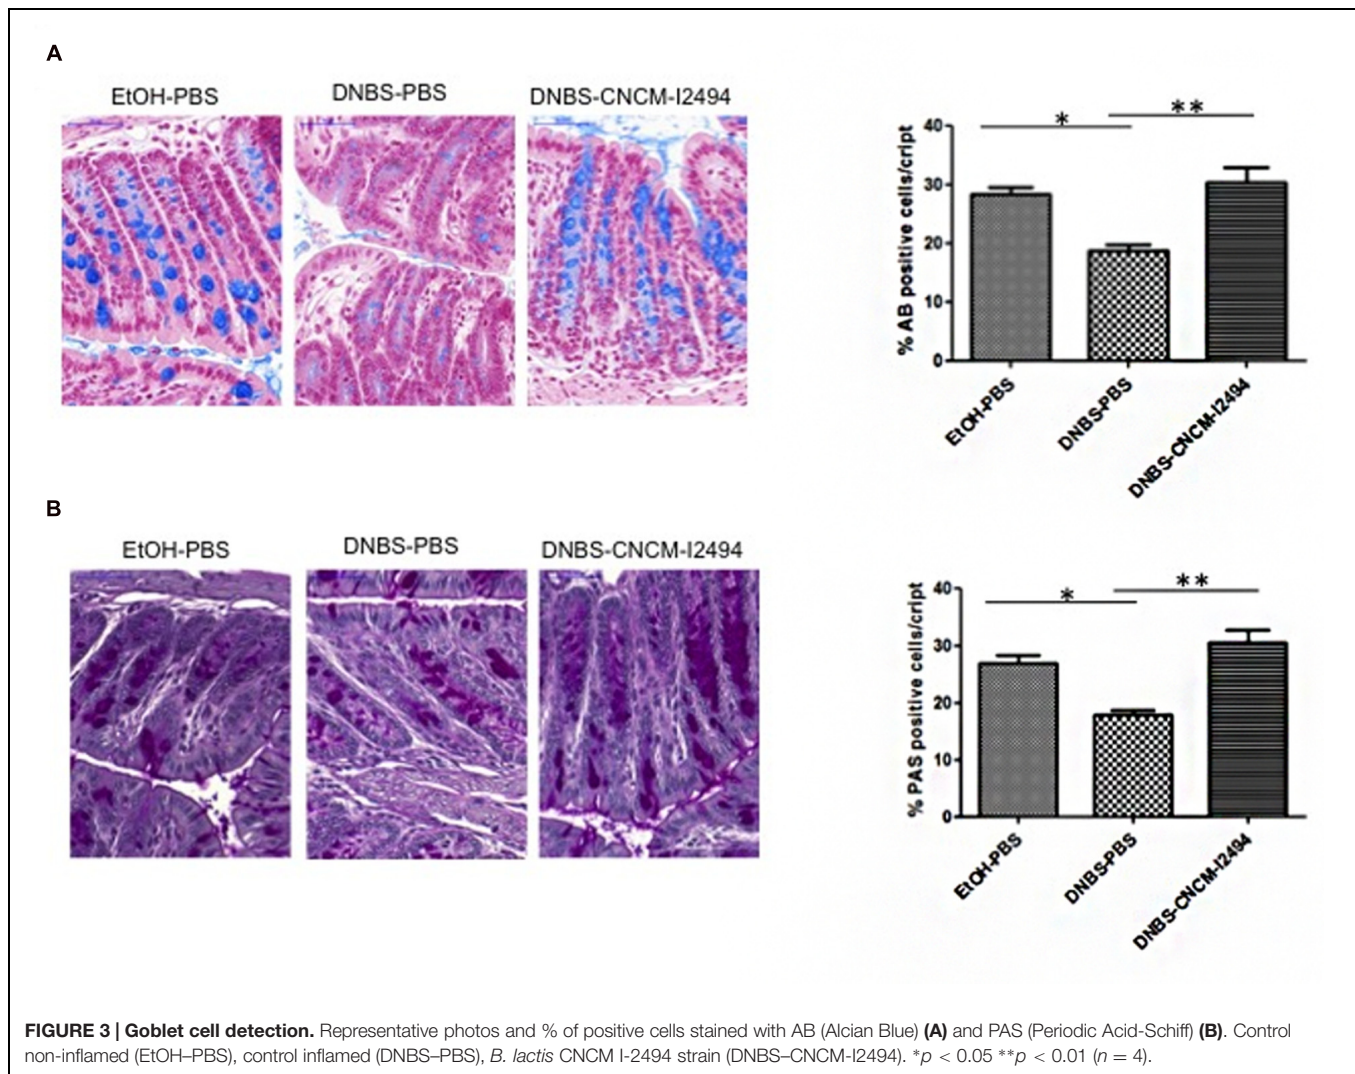 A
EtOH-PBS
DNBS-PBS
DNBS-CNCM-I2494
% AB positive cells/cript
40
30
20
10
0
*
**
EtOH-PBS
DNBS-PBS
DNBS-CNCM-I2494
B
EtOH-PBS
DNBS-PBS
DNBS-CNCM-I2494
% PAS positive cells/cript
40
30
20
10
0
*
**
EtOH-PBS
DNBS-PBS
DNBS-CNCM-I2494
FIGURE 3 | Goblet cell detection. Representative photos and % of positive cells stained with AB (Alcian Blue) (A) and PAS (Periodic Acid-Schiff) (B). Control
non-inflamed (EtOH–PBS), control inflamed (DNBS–PBS), B. lactis CNCM I-2494 strain (DNBS–CNCM-I2494). *p < 0.05 **p < 0.01 (n = 4).